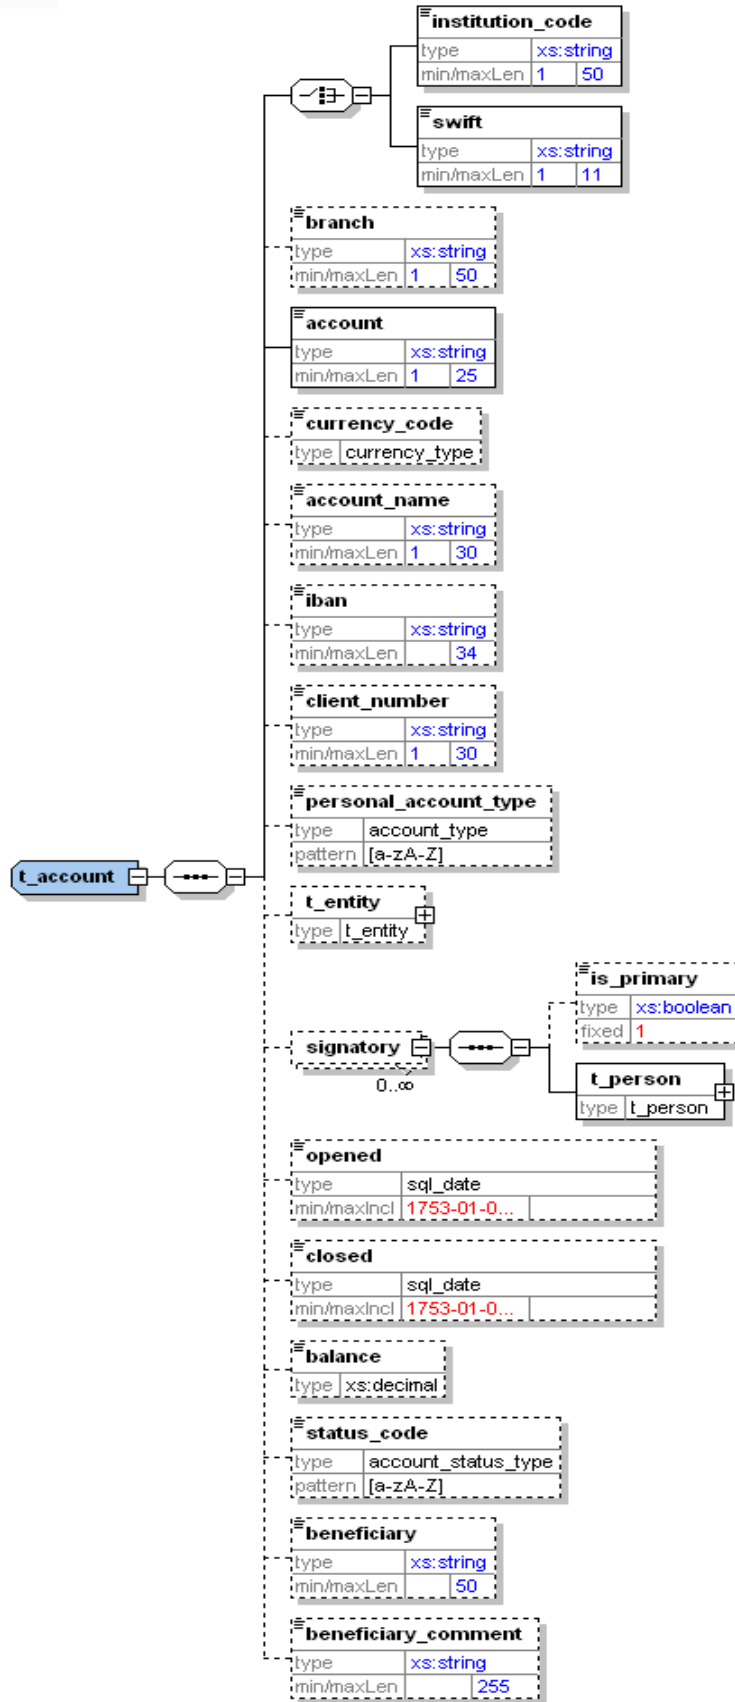 institution_code
type xs:string
min/maxLen 1 50
swift
type xs:string
min/maxLen 1 11
branch
type xs:string
min/maxLen 1 50
account
type xs:string
min/maxLen 1 25
currency_code
type currency_type
account_name
type xs:string
min/maxLen 1 30
iban
type xs:string
min/maxLen 34
client_number
type xs:string
min/maxLen 1 30
personal_account_type
type account_type
pattern [a-zA-Z]
t_account
t_entity
type t_entity
is_primary
type xs:boolean
fixed 1
signatory
0..∞
t_person
type t_person
opened
type sql_date
min/maxIncl 1753-01-0...
closed
type sql_date
min/maxIncl 1753-01-0...
balance
type xs:decimal
status_code
type account_status_type
pattern [a-zA-Z]
beneficiary
type xs:string
min/maxLen 50
beneficiary_comment
type xs:string
min/maxLen 255